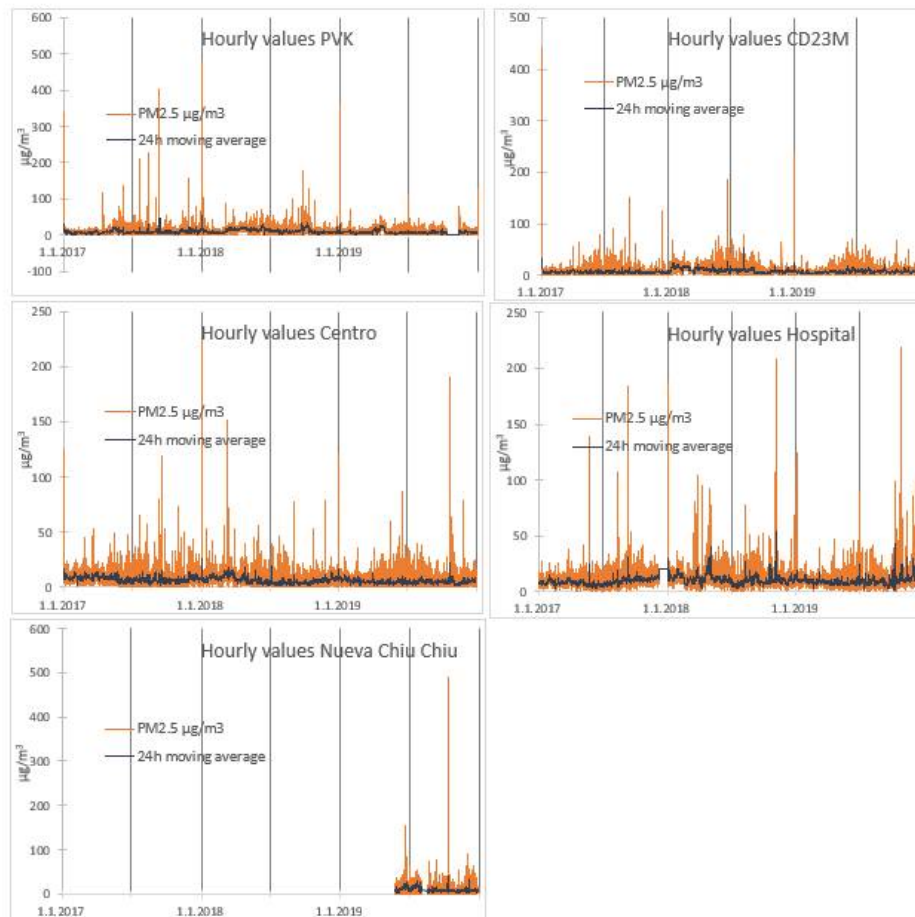 Hourly values PVK
600
500
400
300
200
100
0
-100
µg/m³
PM2.5 µg/m3
24h moving average
1.1.2017
1.1.2018
1.1.2019
Hourly values CD23M
500
400
300
200
100
0
µg/m³
PM2.5 µg/m3
24h moving average
1.1.2017
1.1.2018
1.1.2019
Hourly values Centro
250
200
150
100
50
0
µg/m³
PM2.5 µg/m3
24h moving average
1.1.2017
1.1.2018
1.1.2019
Hourly values Hospital
250
200
150
100
50
0
µg/m³
PM2.5 µg/m3
24h moving average
1.1.2017
1.1.2018
1.1.2019
Hourly values Nueva Chiu Chiu
600
500
400
300
200
100
0
µg/m³
PM2.5 µg/m3
24h moving average
1.1.2017
1.1.2018
1.1.2019